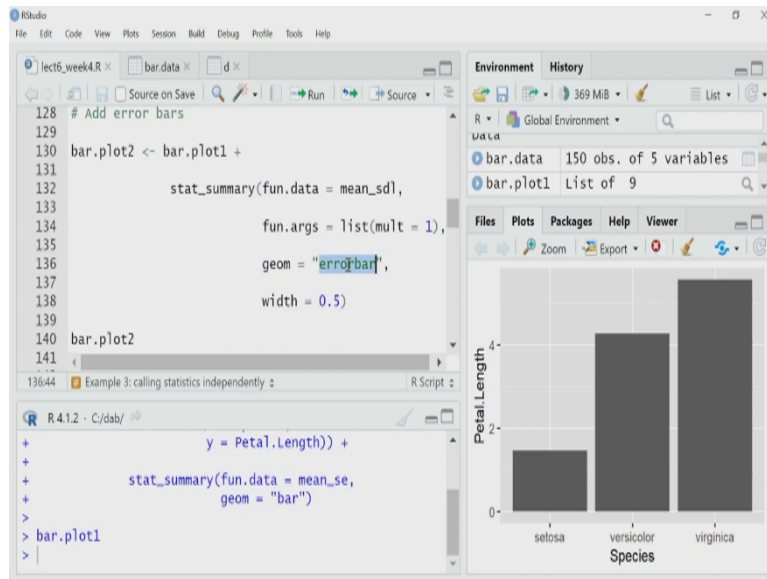 RStudio
File Edit Code View Plots Session Build Debug Profile Tools Help
lect6_week4.R × bar.data × d ×
Source on Save Run Source
128 # Add error bars
129
130 bar.plot2 <- bar.plot1 +
131
132 stat_summary(fun.data = mean_sdl,
133
134 fun.args = list(mult = 1),
135
136 geom = "errorbar",
137
138 width = 0.5)
139
140 bar.plot2
141
136:44 Example 3: calling statistics independently R Script
R 4.1.2 · C:/dab/
+ y = Petal.Length)) +
+
+ stat_summary(fun.data = mean_se,
+ geom = "bar")
>
> bar.plot1
>
Environment History
369 MiB List
R Global Environment
Data
bar.data 150 obs. of 5 variables
bar.plot1 List of 9
Files Plots Packages Help Viewer
Zoom Export
Petal.Length
4
2
0
setosa versicolor virginica
Species